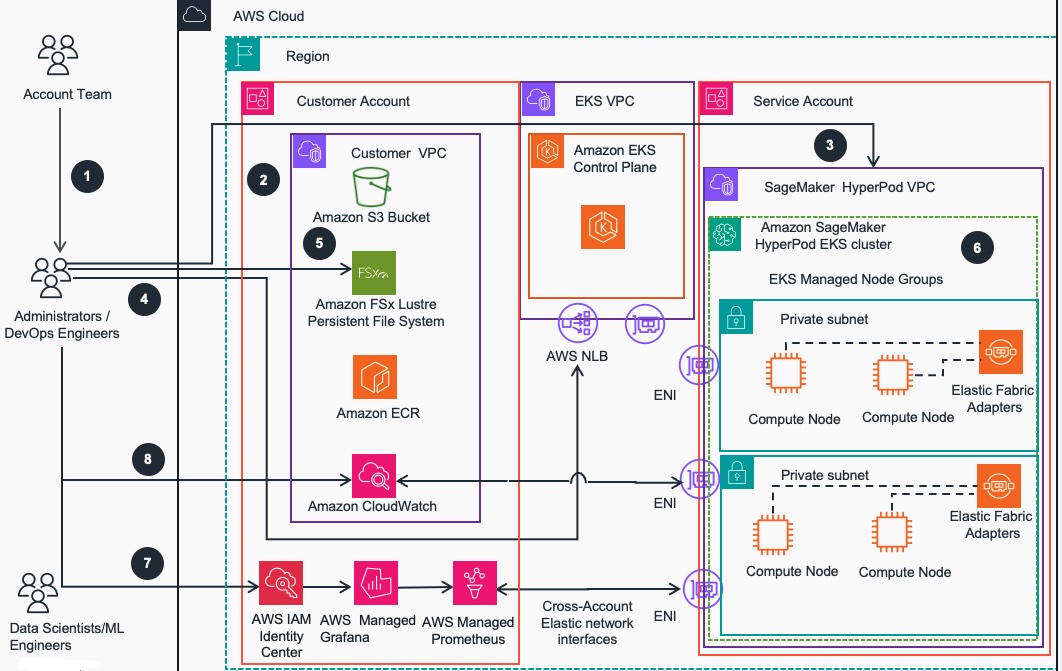 AWS Cloud
Region
Account Team
Customer Account
EKS VPC
Service Account
1
2
3
Customer VPC
Amazon EKS
Control Plane
SageMaker HyperPod VPC
Amazon S3 Bucket
Amazon SageMaker
HyperPod EKS cluster
6
5
FSx
EKS Managed Node Groups
4
Administrators /
DevOps Engineers
Amazon FSx Lustre
Persistent File System
AWS NLB
ENI
Private subnet
Compute Node
Compute Node
Elastic Fabric
Adapters
Amazon ECR
8
Amazon CloudWatch
ENI
Private subnet
Elastic Fabric
Adapters
Compute Node
Compute Node
7
Data Scientists/ML
Engineers
AWS IAM
Identity
Center
AWS Managed
Grafana
AWS Managed
Prometheus
Cross-Account
Elastic network
interfaces
ENI